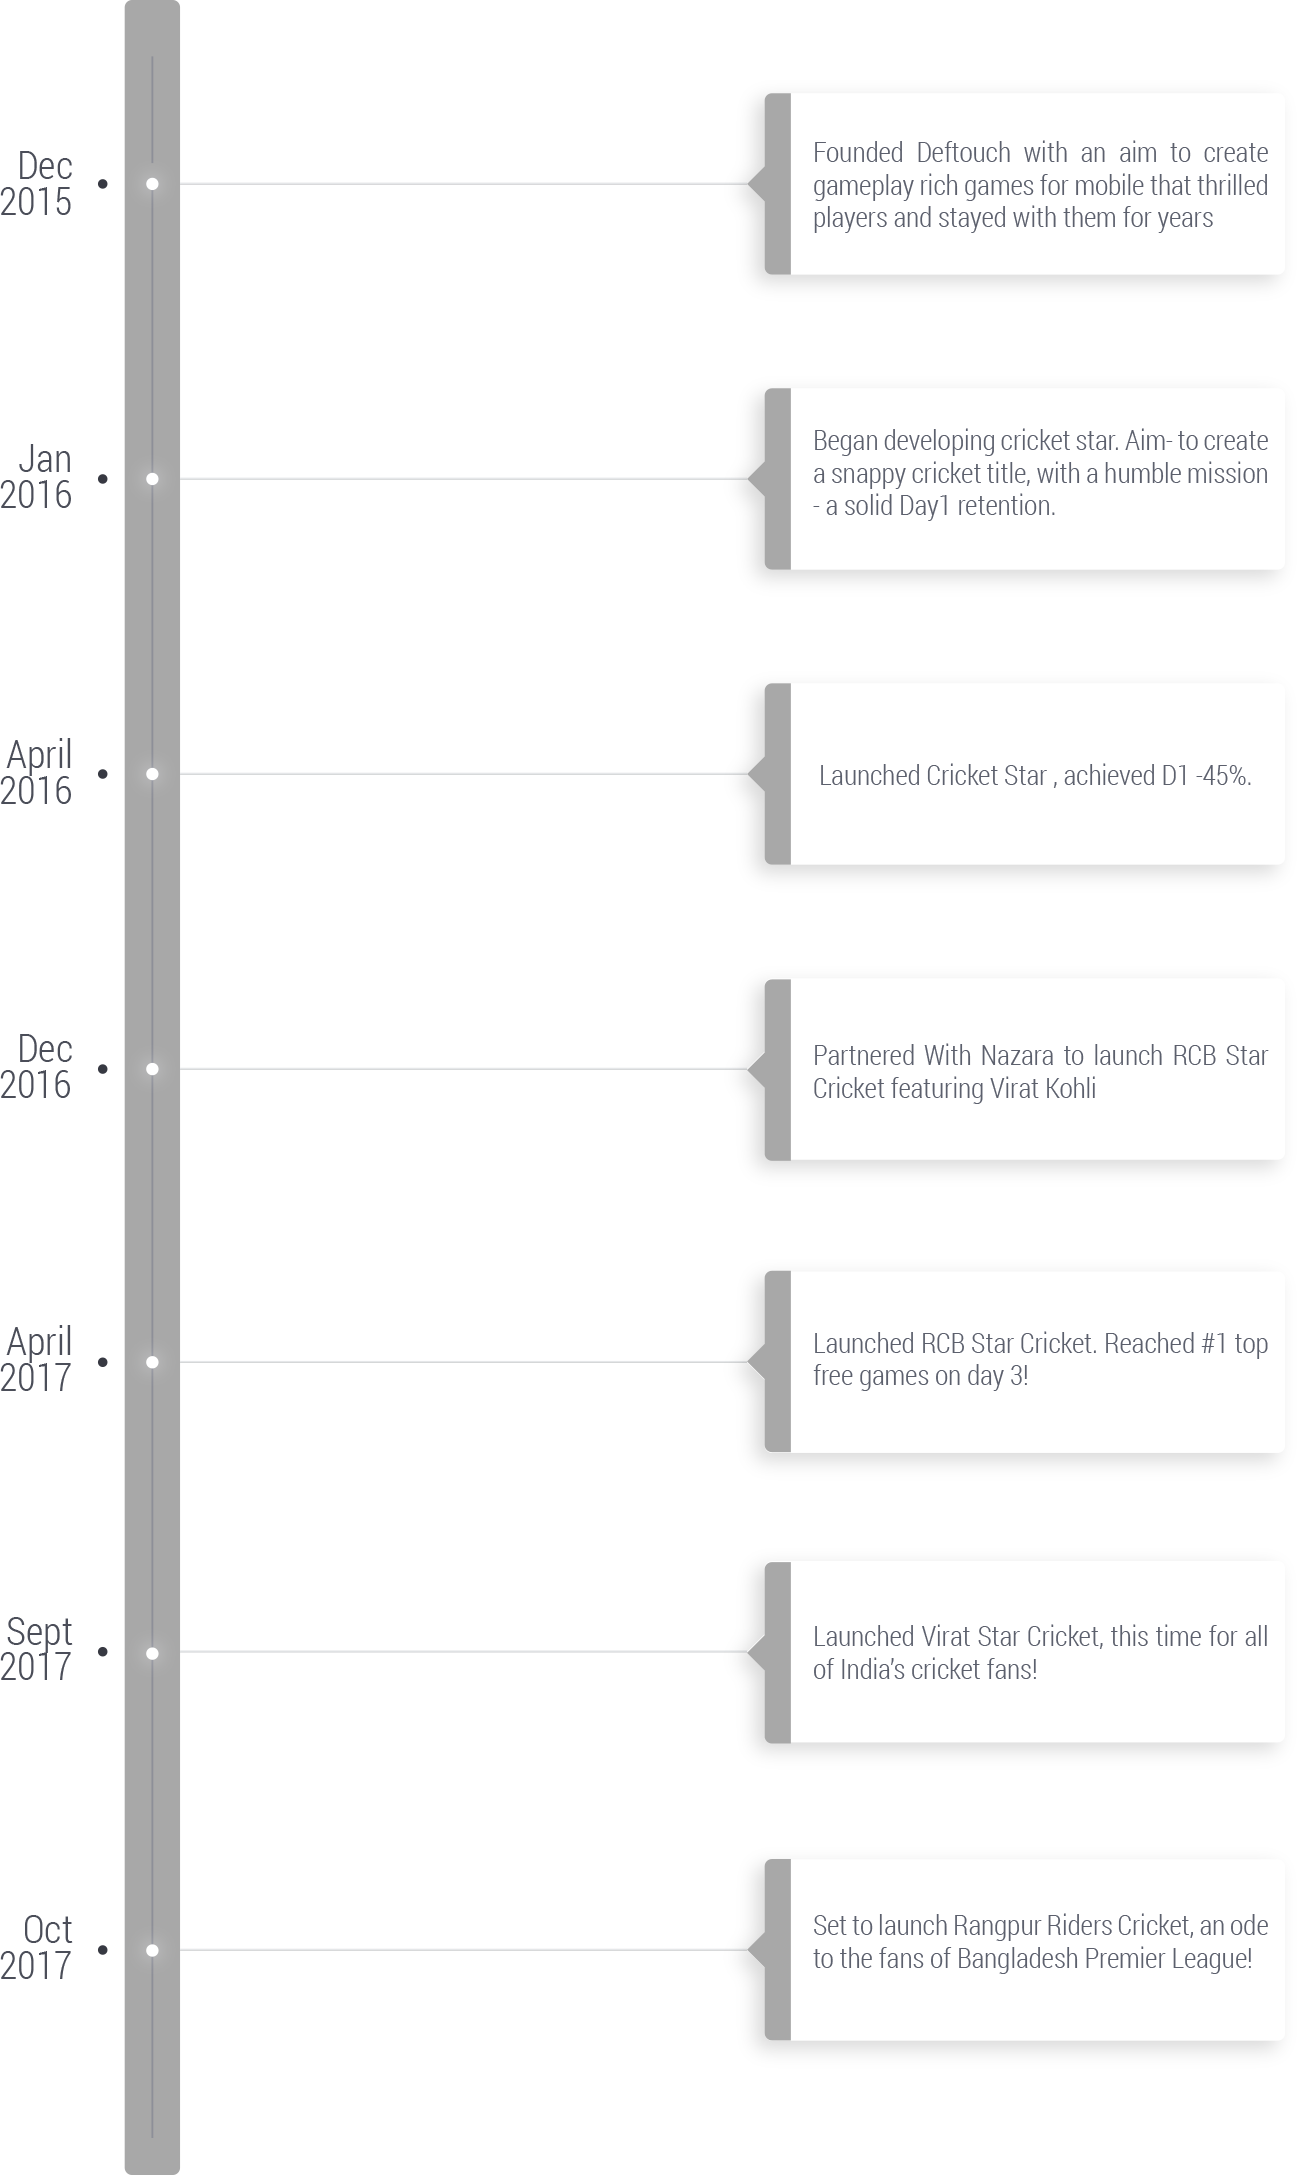 Dec
2015
Founded Deftouch with an aim to create
gameplay rich games for mobile that thrilled
players and stayed with them for years
Jan
2016
Began developing cricket star. Aim- to create
a snappy cricket title, with a humble mission
- a solid Day1 retention.
April
2016
Launched Cricket Star , achieved D1 -45%.
Dec
2016
Partnered With Nazara to launch RCB Star
Cricket featuring Virat Kohli
April
2017
Launched RCB Star Cricket. Reached #1 top
free games on day 3!
Sept
2017
Launched Virat Star Cricket, this time for all
of India’s cricket fans!
Oct
2017
Set to launch Rangpur Riders Cricket, an ode
to the fans of Bangladesh Premier League!